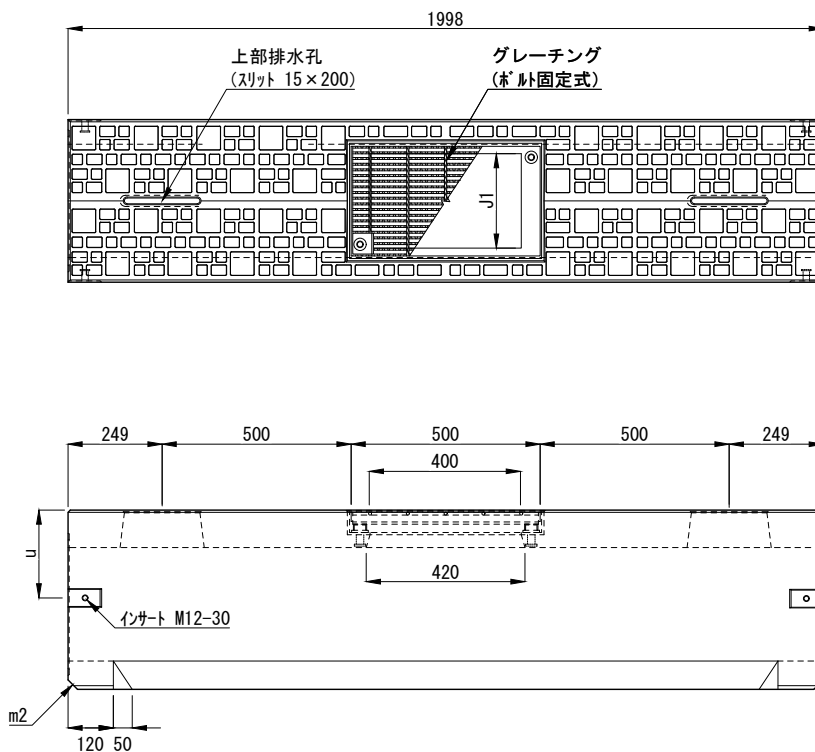 1998
上部排水孔
(ｽﾘｯﾄ 15×200)
グレーチング
(ﾎﾞﾙﾄ固定式)
J1
249
500
500
500
249
400
u
420
ｲﾝｻｰﾄ M12-30
m2
120
50